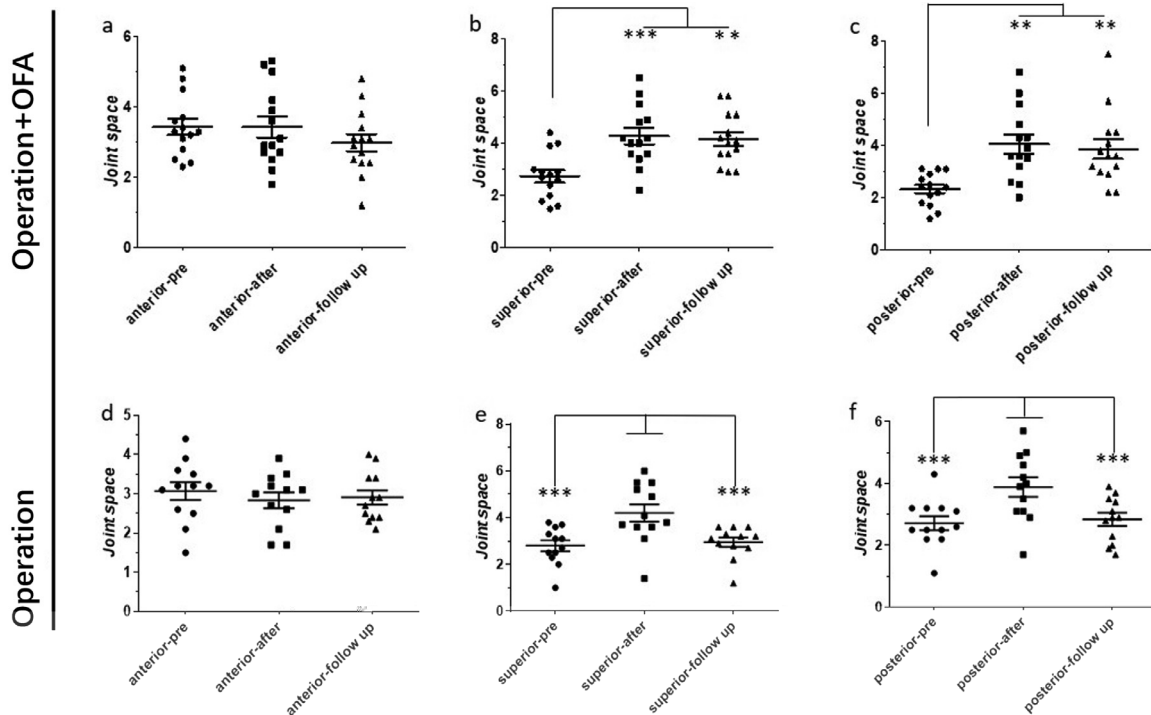 Operation+OFA
a
Joint space
6
4
2
0
anterior-pre
anterior-after
anterior-follow up
b
Joint space
8
6
4
2
0
***
**
superior-pre
superior-after
superior-follow up
c
Joint space
8
6
4
2
0
**
**
posterior-pre
posterior-after
posterior-follow up
Operation
d
Joint space
5
4
3
2
1
0
anterior-pre
anterior-after
anterior-follow up
e
Joint space
8
6
4
2
0
***
***
superior-pre
superior-after
superior-follow up
f
Joint space
6
4
2
0
***
***
posterior-pre
posterior-after
posterior-follow up